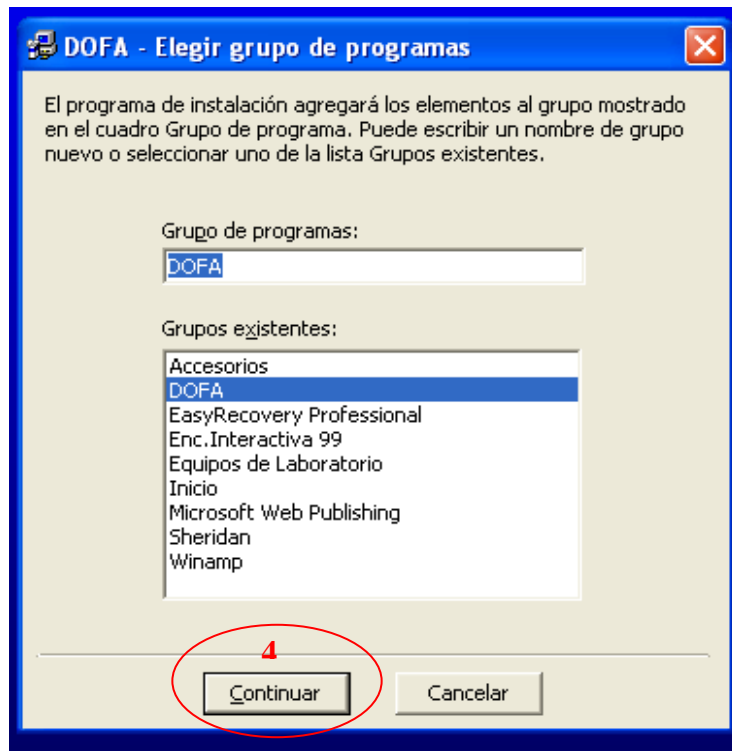 DOFA - Elegir grupo de programas
El programa de instalación agregará los elementos al grupo mostrado
en el cuadro Grupo de programa. Puede escribir un nombre de grupo
nuevo o seleccionar uno de la lista Grupos existentes.
Grupo de programas:
DOFA
Grupos existentes:
Accesorios
DOFA
EasyRecovery Professional
Enc.Interactiva 99
Equipos de Laboratorio
Inicio
Microsoft Web Publishing
Sheridan
Winamp
4
Continuar
Cancelar